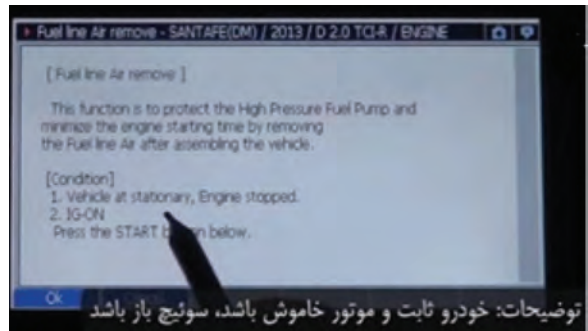 Fuel line Air remove - SANTAFE(DM) / 2013 / D 2.0 TCI-R / ENGINE
[ Fuel line Air remove ]
This function is to protect the High Pressure Fuel Pump and
minimize the engine starting time by removing
the Fuel line Air after assembling the vehicle.
[Condition]
1. Vehicle at stationary, Engine stopped.
2. IG-ON
Press the START below.
Ok
توضیحات: خودرو ثابت و موتور خاموش باشد، سوئیچ باز باشد